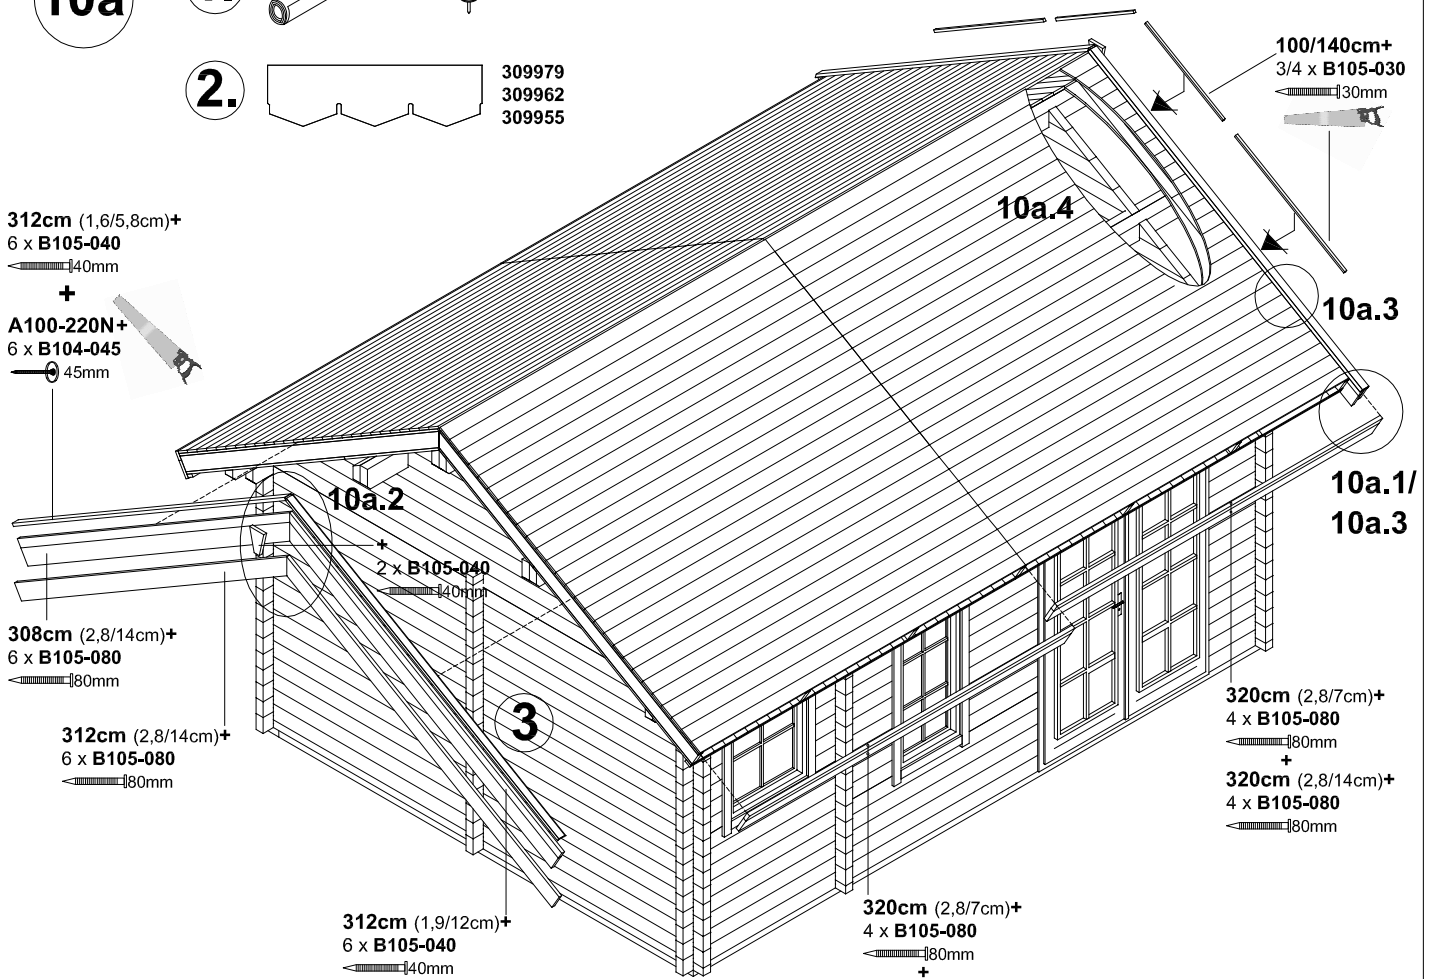 10a
2.
309979
309962
309955
100/140cm+
3/4 x B105-030
30mm
312cm (1,6/5,8cm)+
6 x B105-040
40mm
+
A100-220N+
6 x B104-045
45mm
10a.4
10a.3
10a.1/
10a.3
10a.2
+
2 x B105-040
40mm
308cm (2,8/14cm)+
6 x B105-080
80mm
312cm (2,8/14cm)+
6 x B105-080
80mm
3
320cm (2,8/7cm)+
4 x B105-080
80mm
+
320cm (2,8/14cm)+
4 x B105-080
80mm
312cm (1,9/12cm)+
6 x B105-040
40mm
320cm (2,8/7cm)+
4 x B105-080
80mm
+